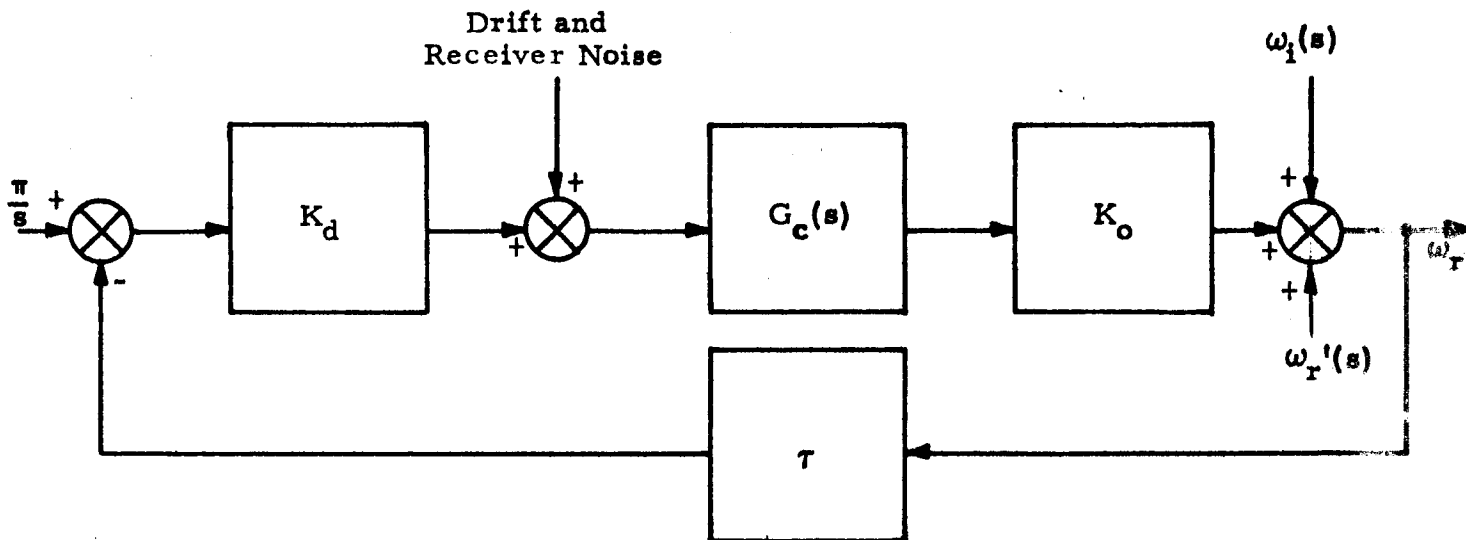 Drift and
Receiver Noise
ω_i(s)
π/s
+
-
K_d
+
+
G_c(s)
K_o
+
+
+
ω_r
ω_r'(s)
τ